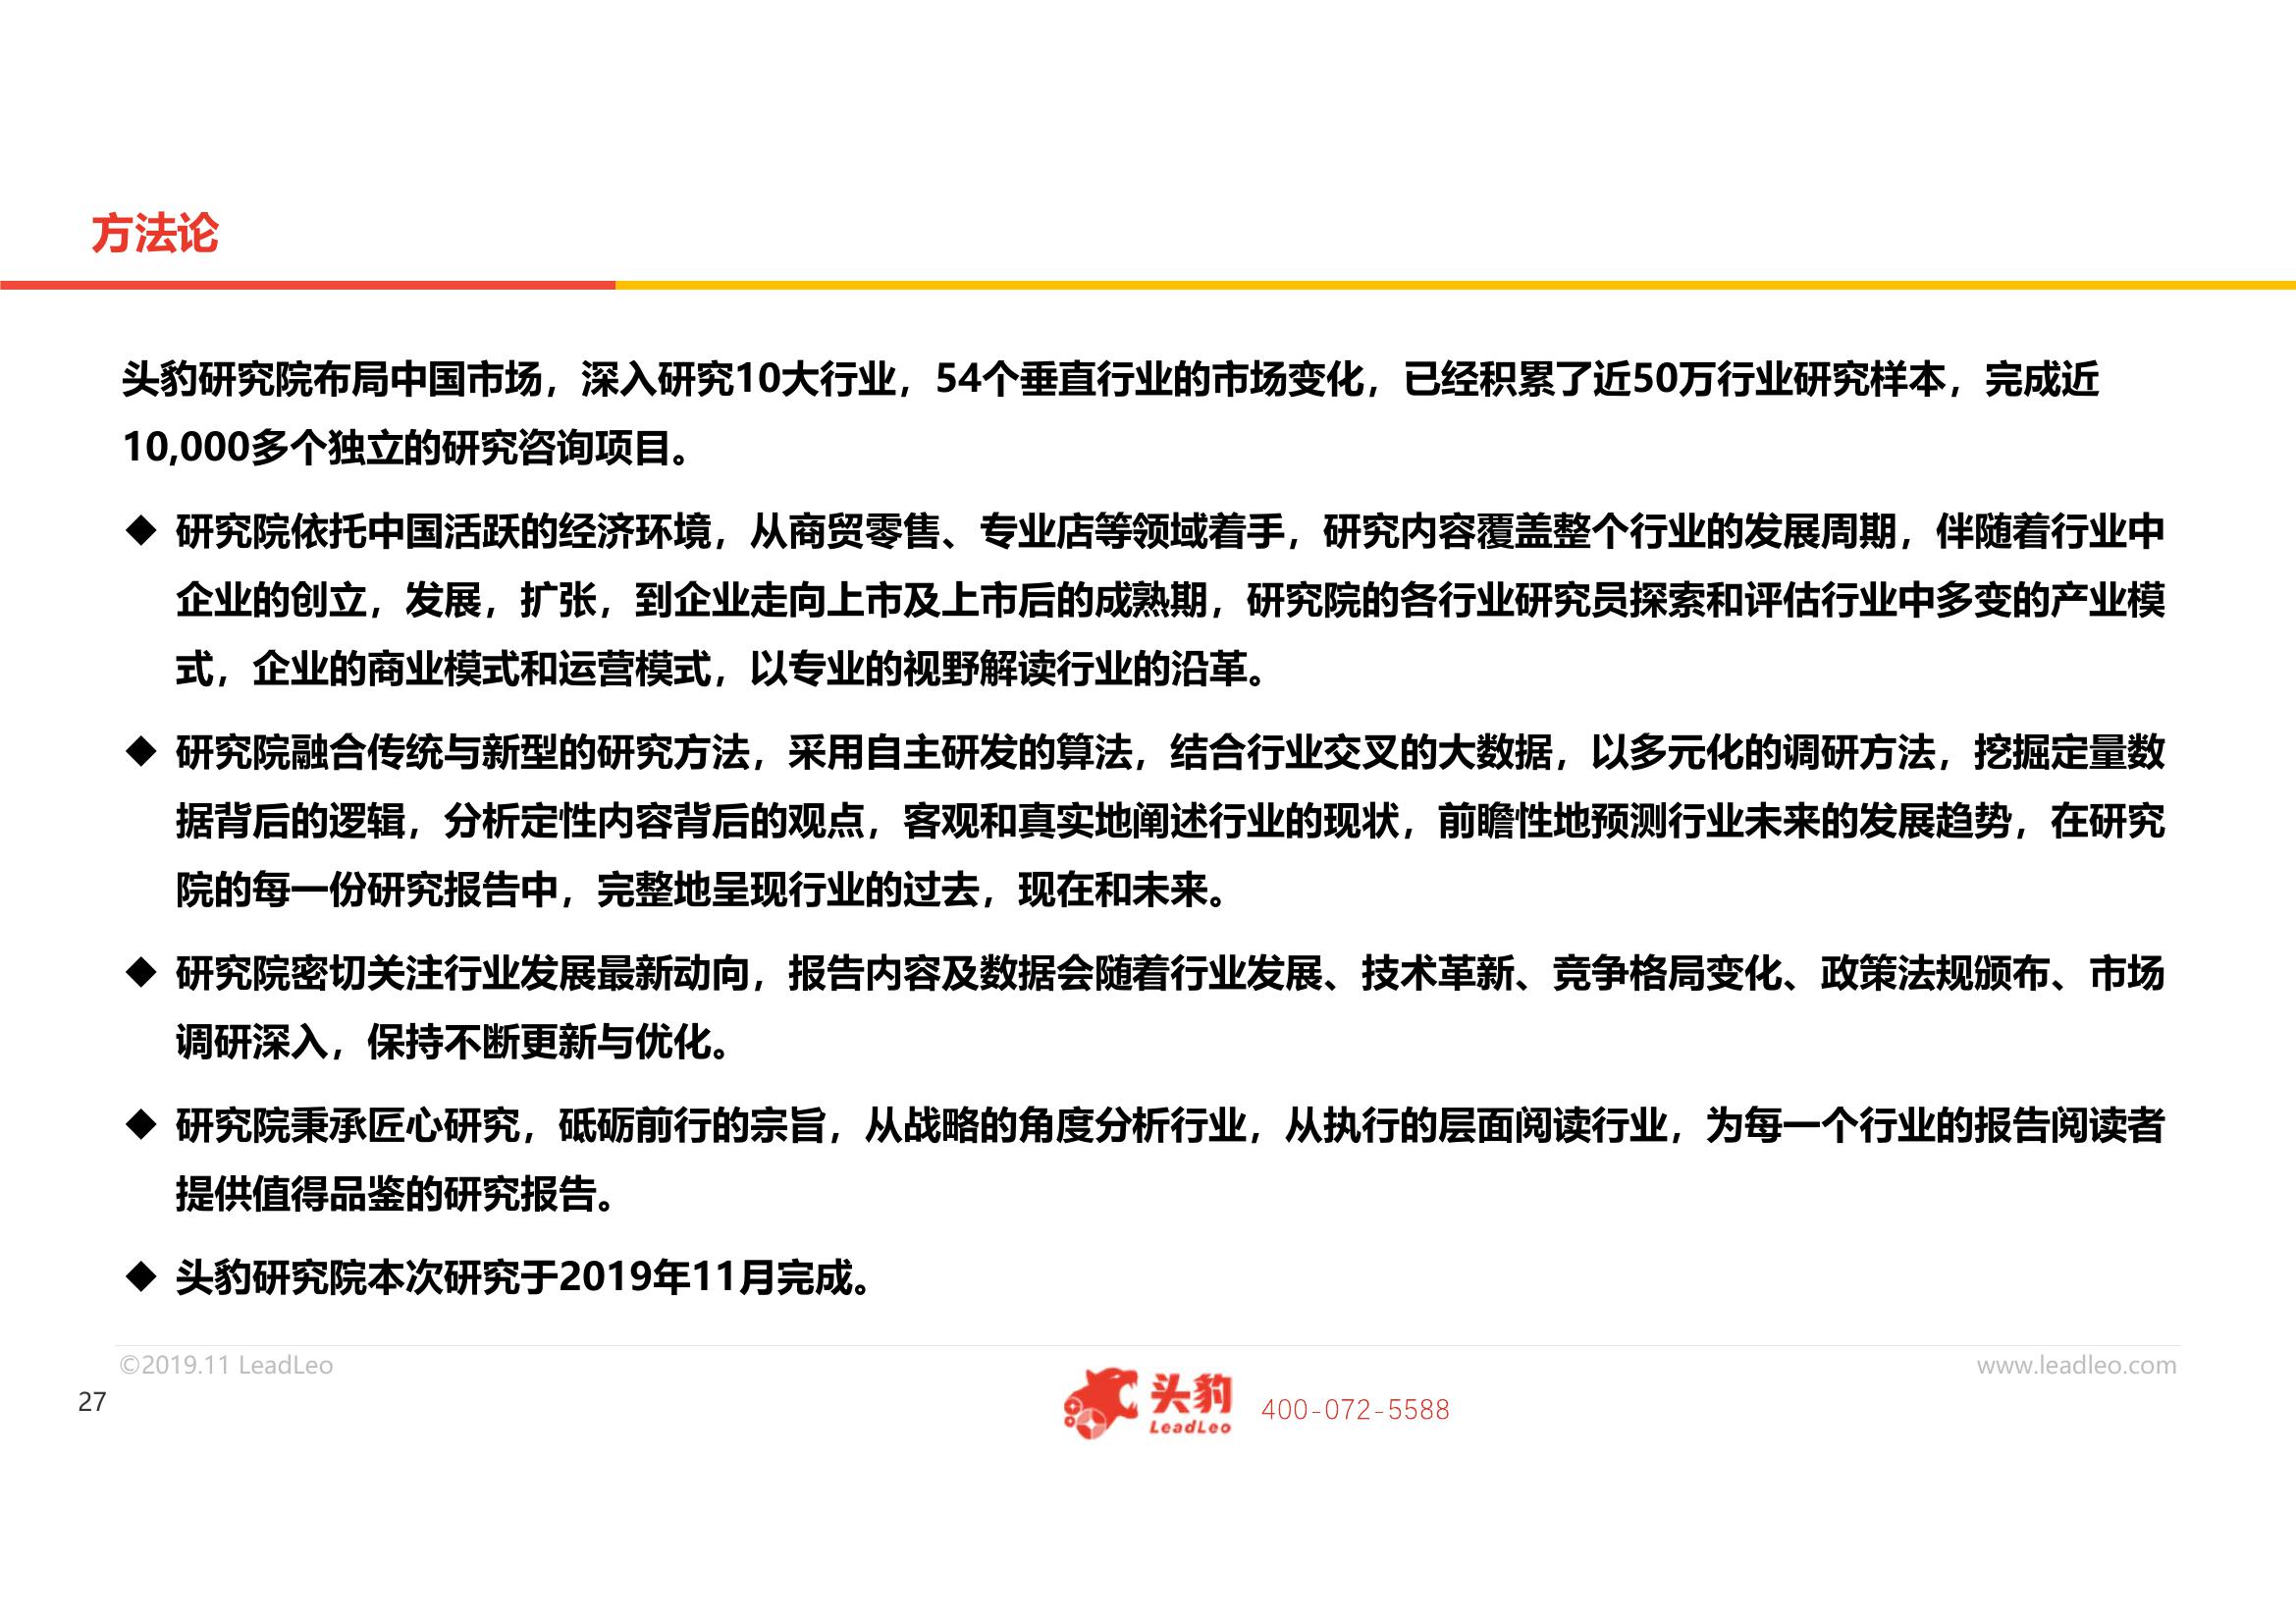 方法论
头豹研究院布局中国市场，深入研究10大行业，54个垂直行业的市场变化，已经积累了近50万行业研究样本，完成近
10,000多个独立的研究咨询项目。
◆ 研究院依托中国活跃的经济环境，从商贸零售、专业店等领域着手，研究内容覆盖整个行业的发展周期，伴随着行业中
企业的创立，发展，扩张，到企业走向上市及上市后的成熟期，研究院的各行业研究员探索和评估行业中多变的产业模
式，企业的商业模式和运营模式，以专业的视野解读行业的沿革。
◆ 研究院融合传统与新型的研究方法，采用自主研发的算法，结合行业交叉的大数据，以多元化的调研方法，挖掘定量数
据背后的逻辑，分析定性内容背后的观点，客观和真实地阐述行业的现状，前瞻性地预测行业未来的发展趋势，在研究
院的每一份研究报告中，完整地呈现行业的过去，现在和未来。
◆ 研究院密切关注行业发展最新动向，报告内容及数据会随着行业发展、技术革新、竞争格局变化、政策法规颁布、市场
调研深入，保持不断更新与优化。
◆ 研究院秉承匠心研究，砥砺前行的宗旨，从战略的角度分析行业，从执行的层面阅读行业，为每一个行业的报告阅读者
提供值得品鉴的研究报告。
◆ 头豹研究院本次研究于2019年11月完成。
©2019.11 LeadLeo
www.leadleo.com
27
头豹
LeadLeo
400-072-5588